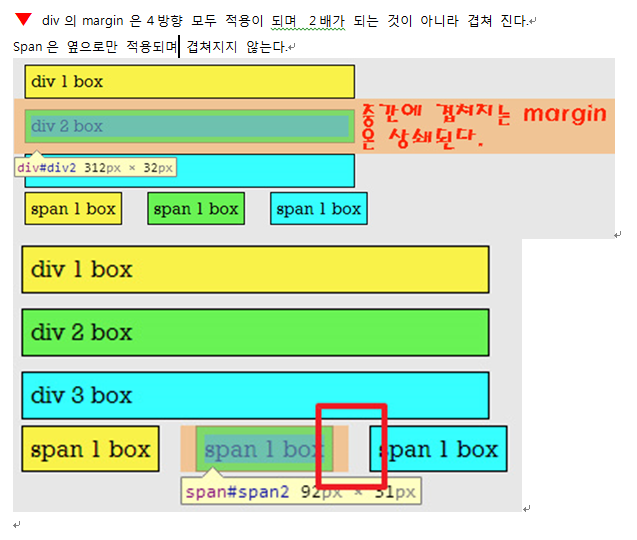 div 의 margin 은 4방향 모두 적용이 되며 2배가 되는 것이 아니라 겹쳐 진다.
Span 은 옆으로만 적용되며 겹쳐지지 않는다.
div 1 box
중간에 겁쳐지는 margin
은 상쇄된다.
div 2 box
div#div2 312px × 32px
span 1 box span 1 box span 1 box
div 1 box
div 2 box
div 3 box
span 1 box span 1 box span 1 box
span#span2 92px × 31px